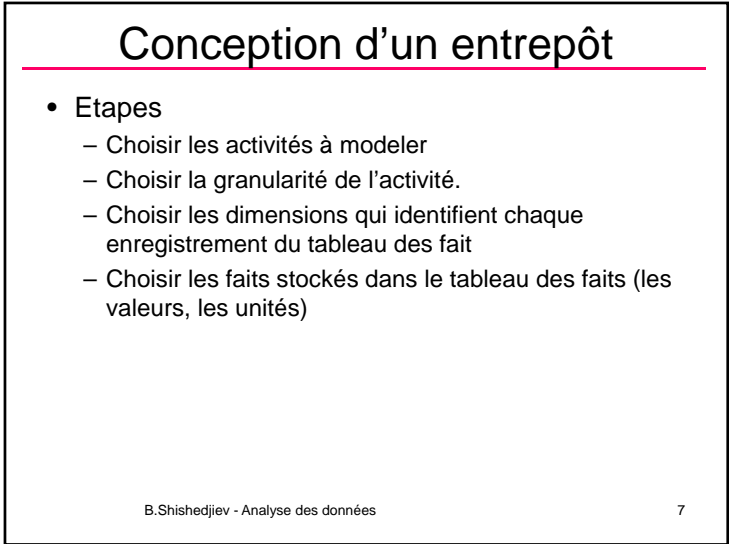 Conception d'un entrepôt
• Etapes
– Choisir les activités à modeler
– Choisir la granularité de l'activité.
– Choisir les dimensions qui identifient chaque
enregistrement du tableau des fait
– Choisir les faits stockés dans le tableau des faits (les
valeurs, les unités)
B.Shishedjiev - Analyse des données
7